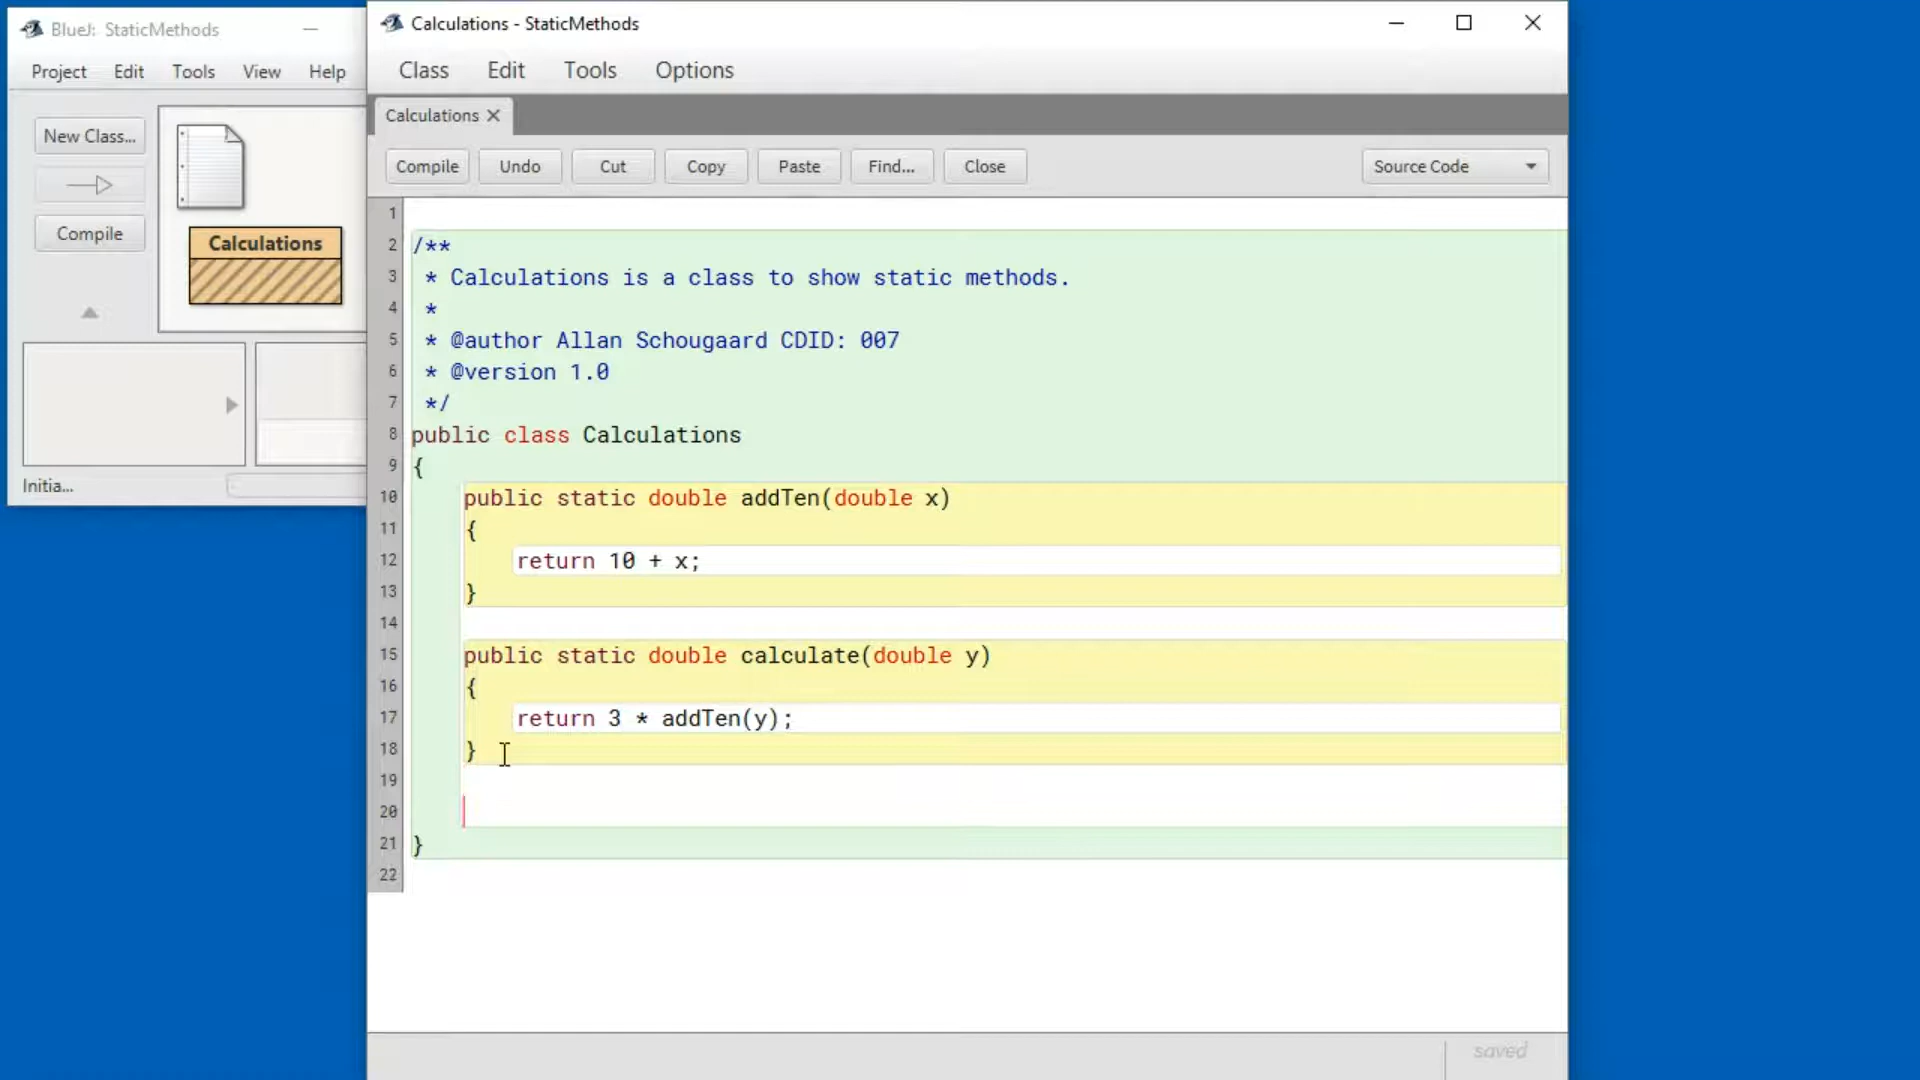 BlueJ: StaticMethods
Project Edit Tools View Help
New Class...
Compile
Calculations
Initia...
Calculations - StaticMethods
Class Edit Tools Options
Calculations
Compile Undo Cut Copy Paste Find... Close Source Code
1
2 /**
3 * Calculations is a class to show static methods.
4 *
5 * @author Allan Schougaard CDID: 007
6 * @version 1.0
7 */
8 public class Calculations
9 {
10 public static double addTen(double x)
11 {
12 return 10 + x;
13 }
14
15 public static double calculate(double y)
16 {
17 return 3 * addTen(y);
18 }
19
20
21 }
22
saved